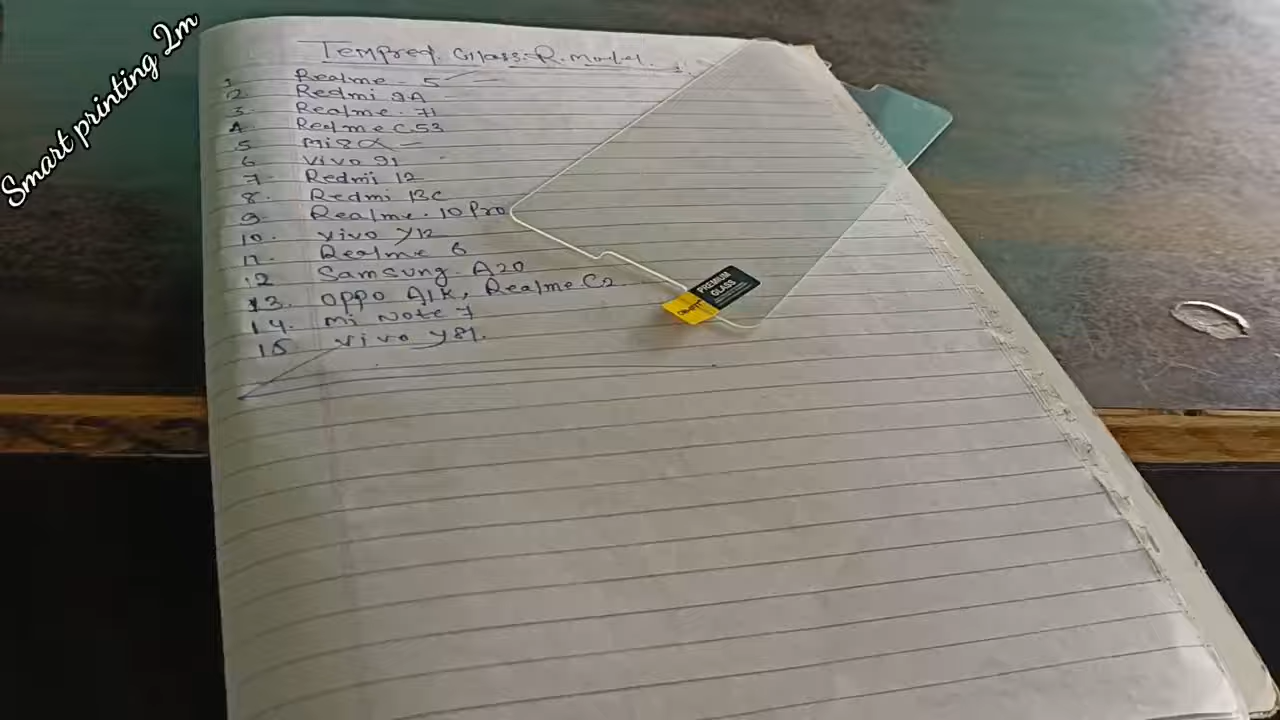 Smart printing 2m
Tempred. Glass. R. model.
1. Realme - 5
2. Redmi 9A
3. Realme. 7i
4 Realme C53
5 Mi 2
6 Vivo 91
7. Redmi 12
8. Redmi 13c
9. Realme. 10 Pro
10. Vivo Y12
11. Realme 6
12 Samsung. A20
13. OPPO A1K, Realme C2
14. Mi Note 7
15 Vivo Y81.
PREMIUM
GLASS